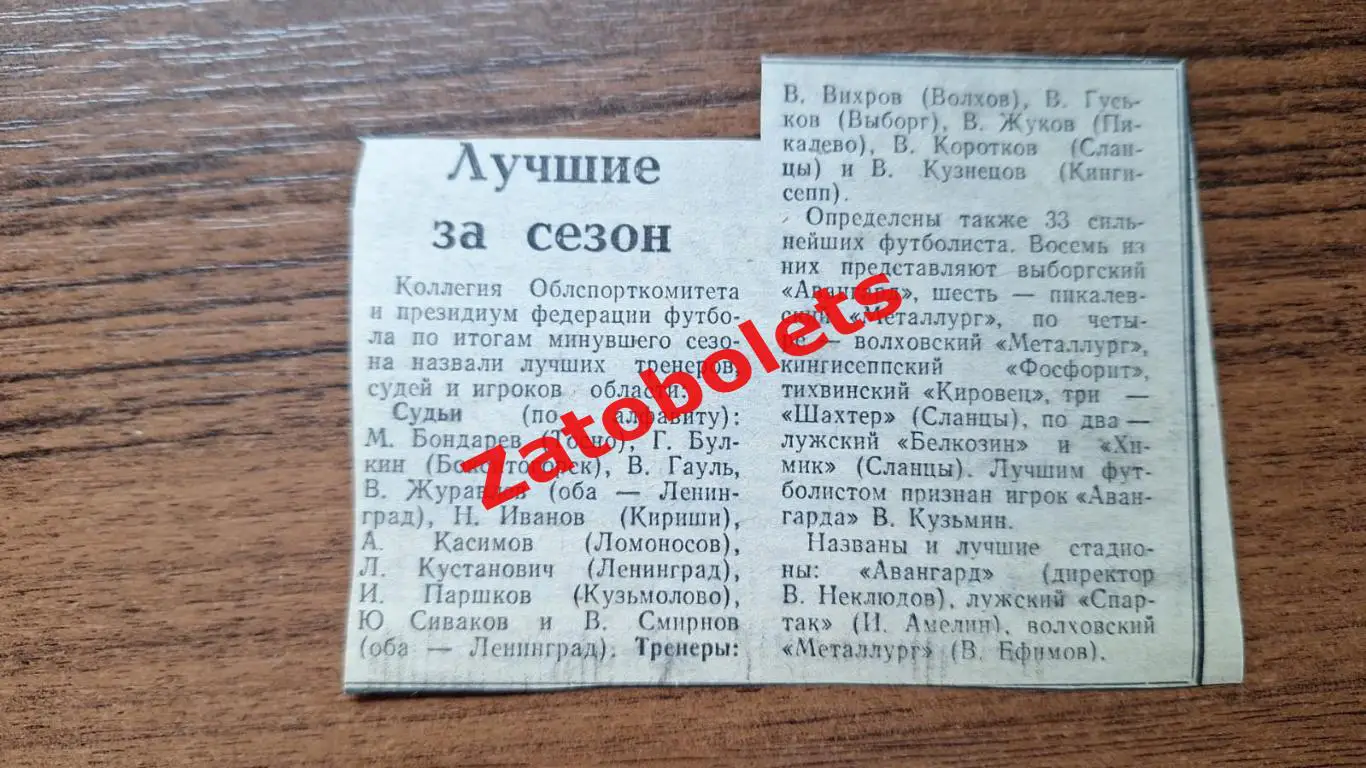 Лучшие
за сезон
Коллегия Облспорткомитета
и президиум федерации футбо-
ла по итогам минувшего сезо-
на назвали лучших тренеров,
судей и игроков области.
Судьи (по алфавиту):
М. Бондарев (Тосно), Г. Бул-
кин (Бокситогорск), В. Гауль,
В. Журавлев (оба — Ленин-
град), Н. Иванов (Кириши),
А. Касимов (Ломоносов),
Л. Кустанович (Ленинград),
И. Паршков (Кузьмолово),
Ю Сиваков и В. Смирнов
(оба — Ленинград). Тренеры:
В. Вихров (Волхов), В. Гусь-
ков (Выборг), В. Жуков (Пи-
калево), В. Коротков (Слан-
цы) и В. Кузнецов (Кинги-
сепп).
Определены также 33 силь-
нейших футболиста. Восемь из
них представляют выборгский
«Авангард», шесть — пикалев-
ский «Металлург», по четы-
ре — волховский «Металлург»,
кингисеппский «Фосфорит»,
тихвинский «Кировец», три —
«Шахтер» (Сланцы), по два —
лужский «Белкозин» и «Хи-
мик» (Сланцы). Лучшим фут-
болистом признан игрок «Аван-
гарда» В. Кузьмин.
Названы и лучшие стадио-
ны: «Авангард» (директор
В. Неклюдов), лужский «Спар-
так» (И. Амелин), волховский
«Металлург» (В. Ефимов).
Zatobolets